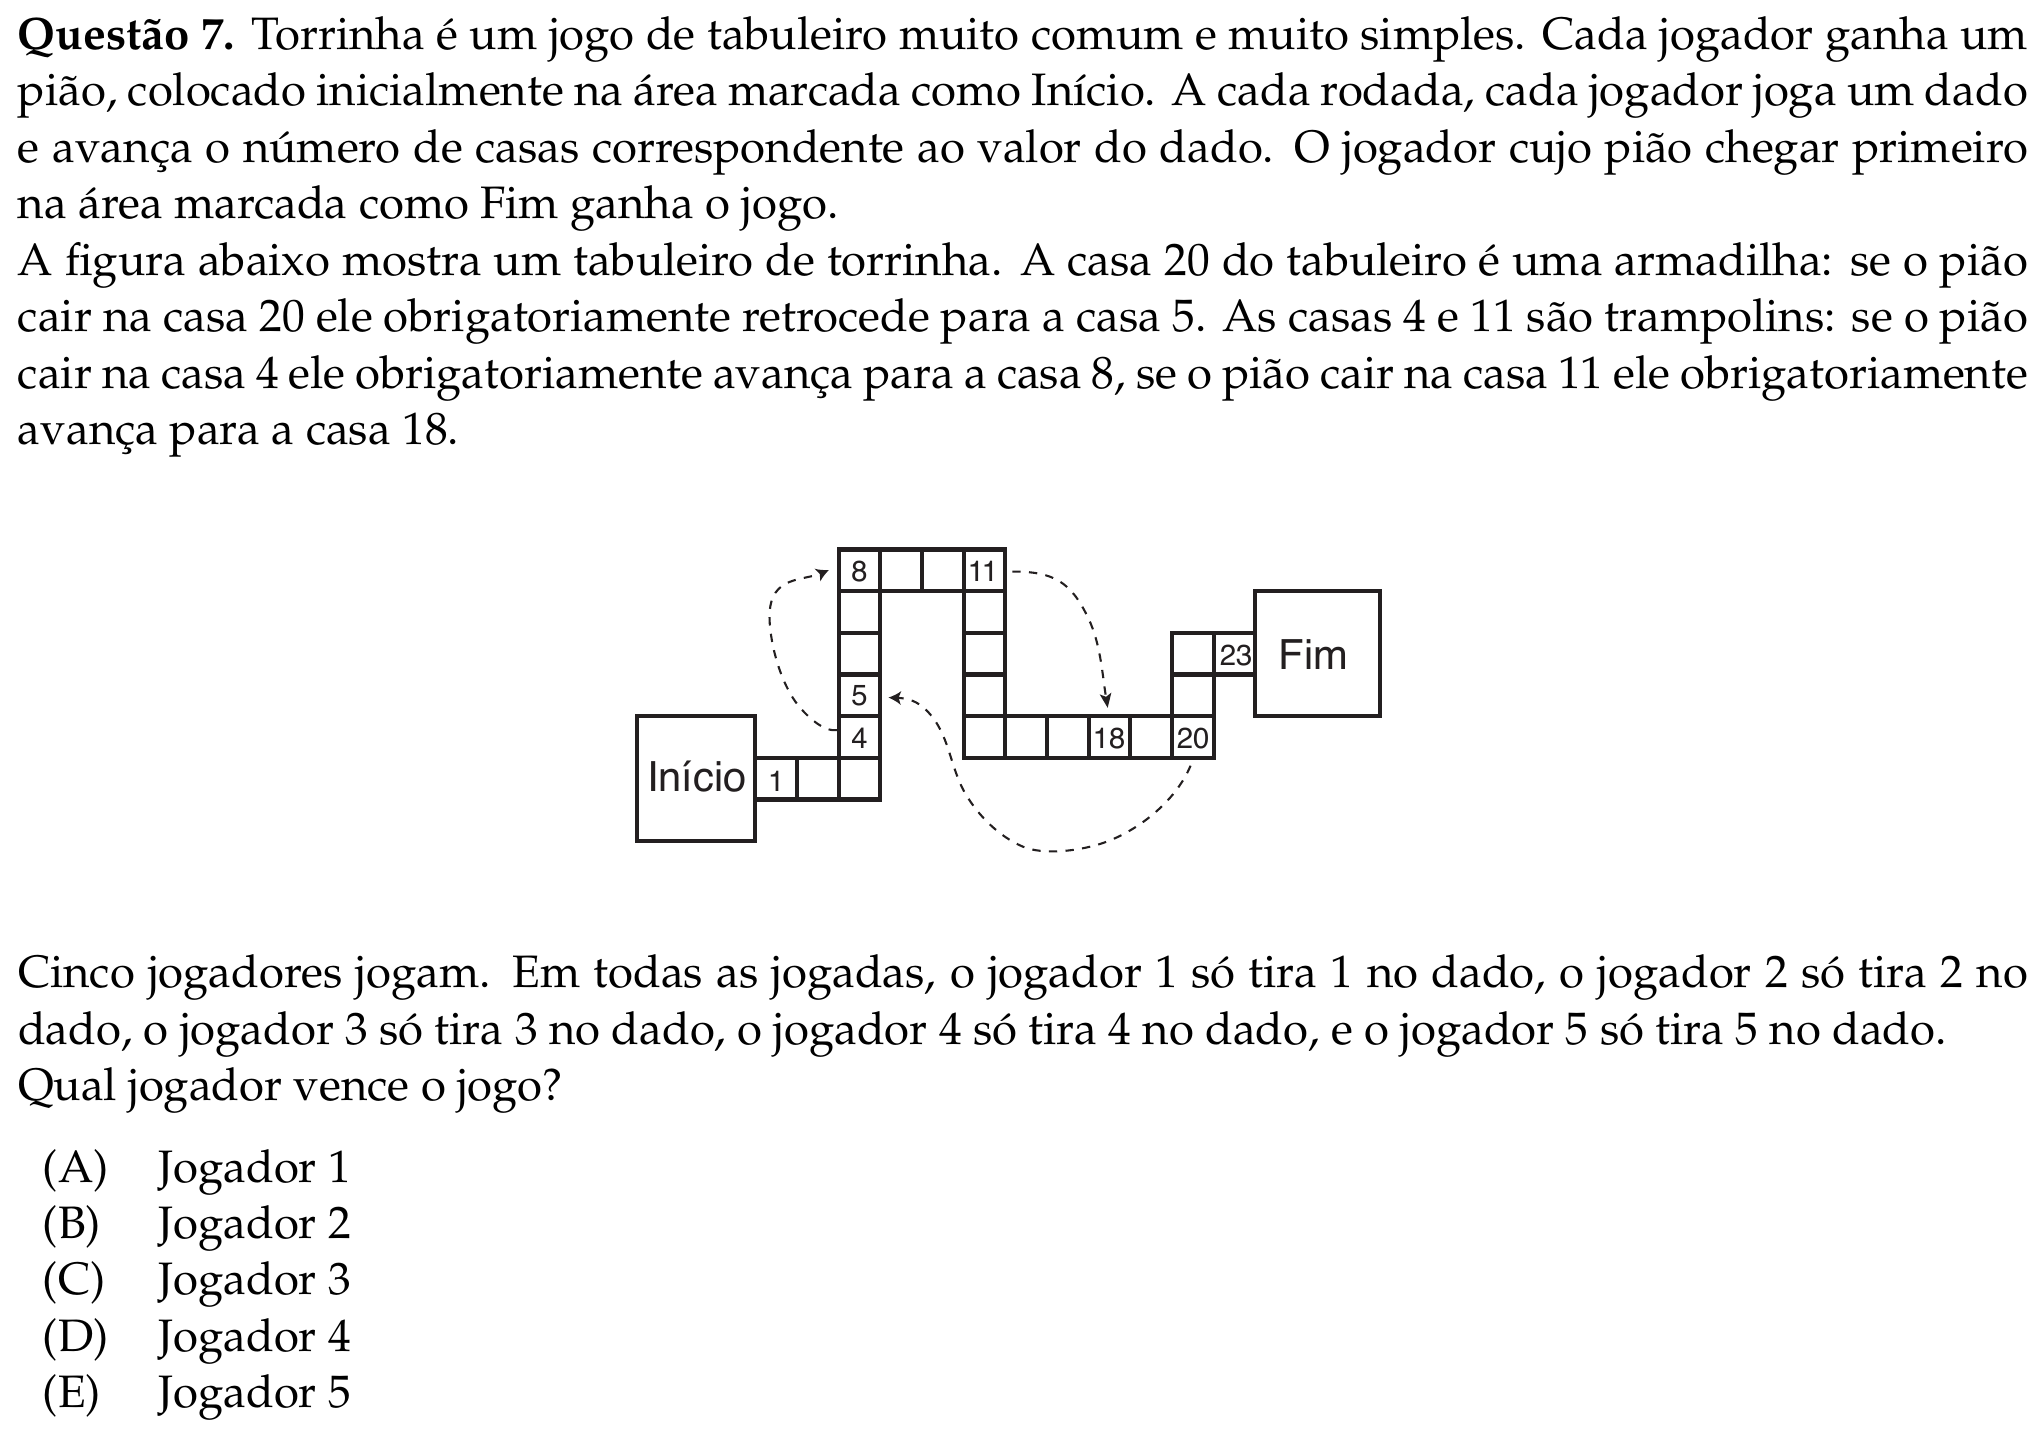 Questão 7. Torrinha é um jogo de tabuleiro muito comum e muito simples. Cada jogador ganha um
pião, colocado inicialmente na área marcada como Início. A cada rodada, cada jogador joga um dado
e avança o número de casas correspondente ao valor do dado. O jogador cujo pião chegar primeiro
na área marcada como Fim ganha o jogo.
A figura abaixo mostra um tabuleiro de torrinha. A casa 20 do tabuleiro é uma armadilha: se o pião
cair na casa 20 ele obrigatoriamente retrocede para a casa 5. As casas 4 e 11 são trampolins: se o pião
cair na casa 4 ele obrigatoriamente avança para a casa 8, se o pião cair na casa 11 ele obrigatoriamente
avança para a casa 18.
8 11
23 Fim
5
4 18 20
Início 1
Cinco jogadores jogam. Em todas as jogadas, o jogador 1 só tira 1 no dado, o jogador 2 só tira 2 no
dado, o jogador 3 só tira 3 no dado, o jogador 4 só tira 4 no dado, e o jogador 5 só tira 5 no dado.
Qual jogador vence o jogo?
(A) Jogador 1
(B) Jogador 2
(C) Jogador 3
(D) Jogador 4
(E) Jogador 5